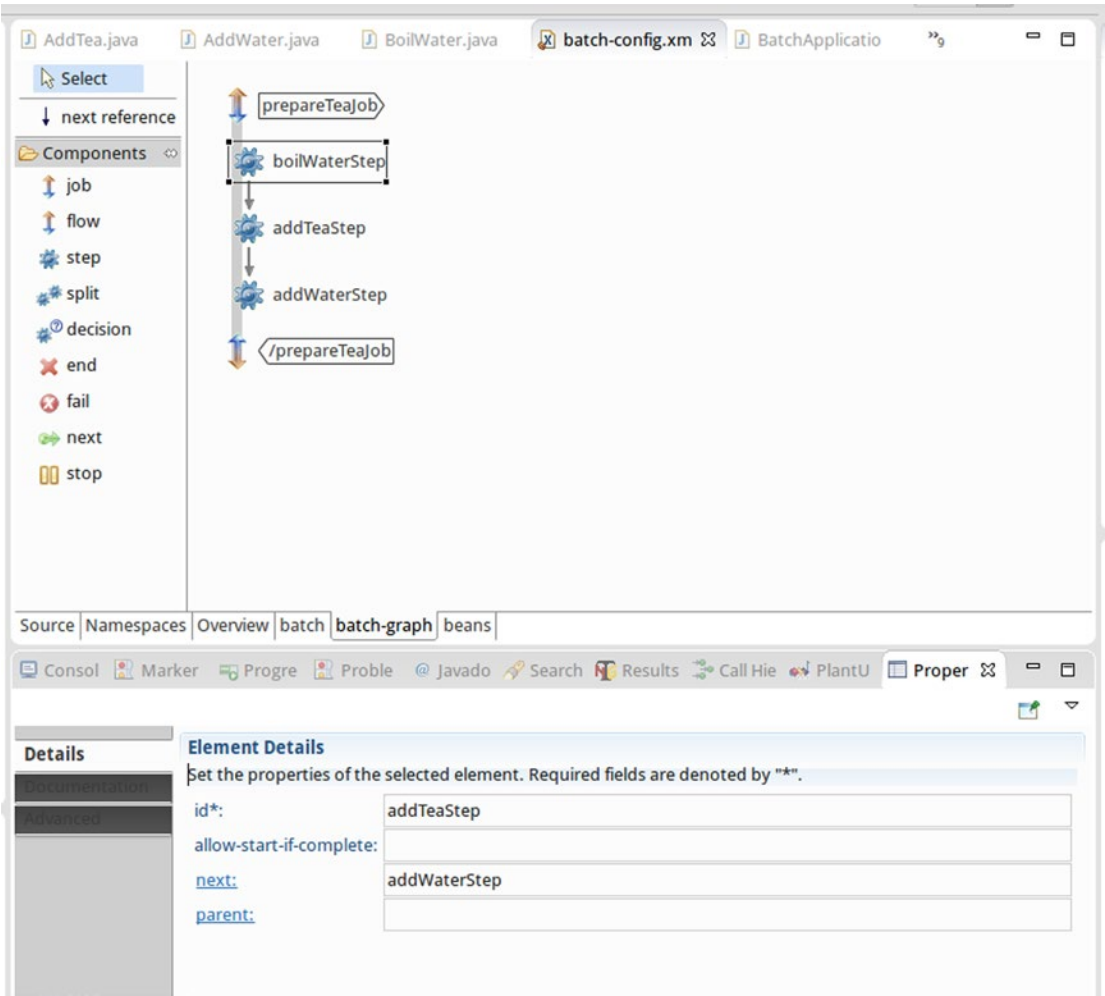 AddTea.java AddWater.java BoilWater.java batch-config.xm BatchApplicatio »9
Select
next reference
Components
job
flow
step
split
decision
end
fail
next
stop
prepareTeaJob
boilWaterStep
addTeaStep
addWaterStep
/prepareTeaJob
Source Namespaces Overview batch batch-graph beans
Consol Marker Progre Proble Javado Search Results Call Hie PlantU Proper
Details
Documentation
Advanced
Element Details
Set the properties of the selected element. Required fields are denoted by "*".
id*: addTeaStep
allow-start-if-complete:
next: addWaterStep
parent: